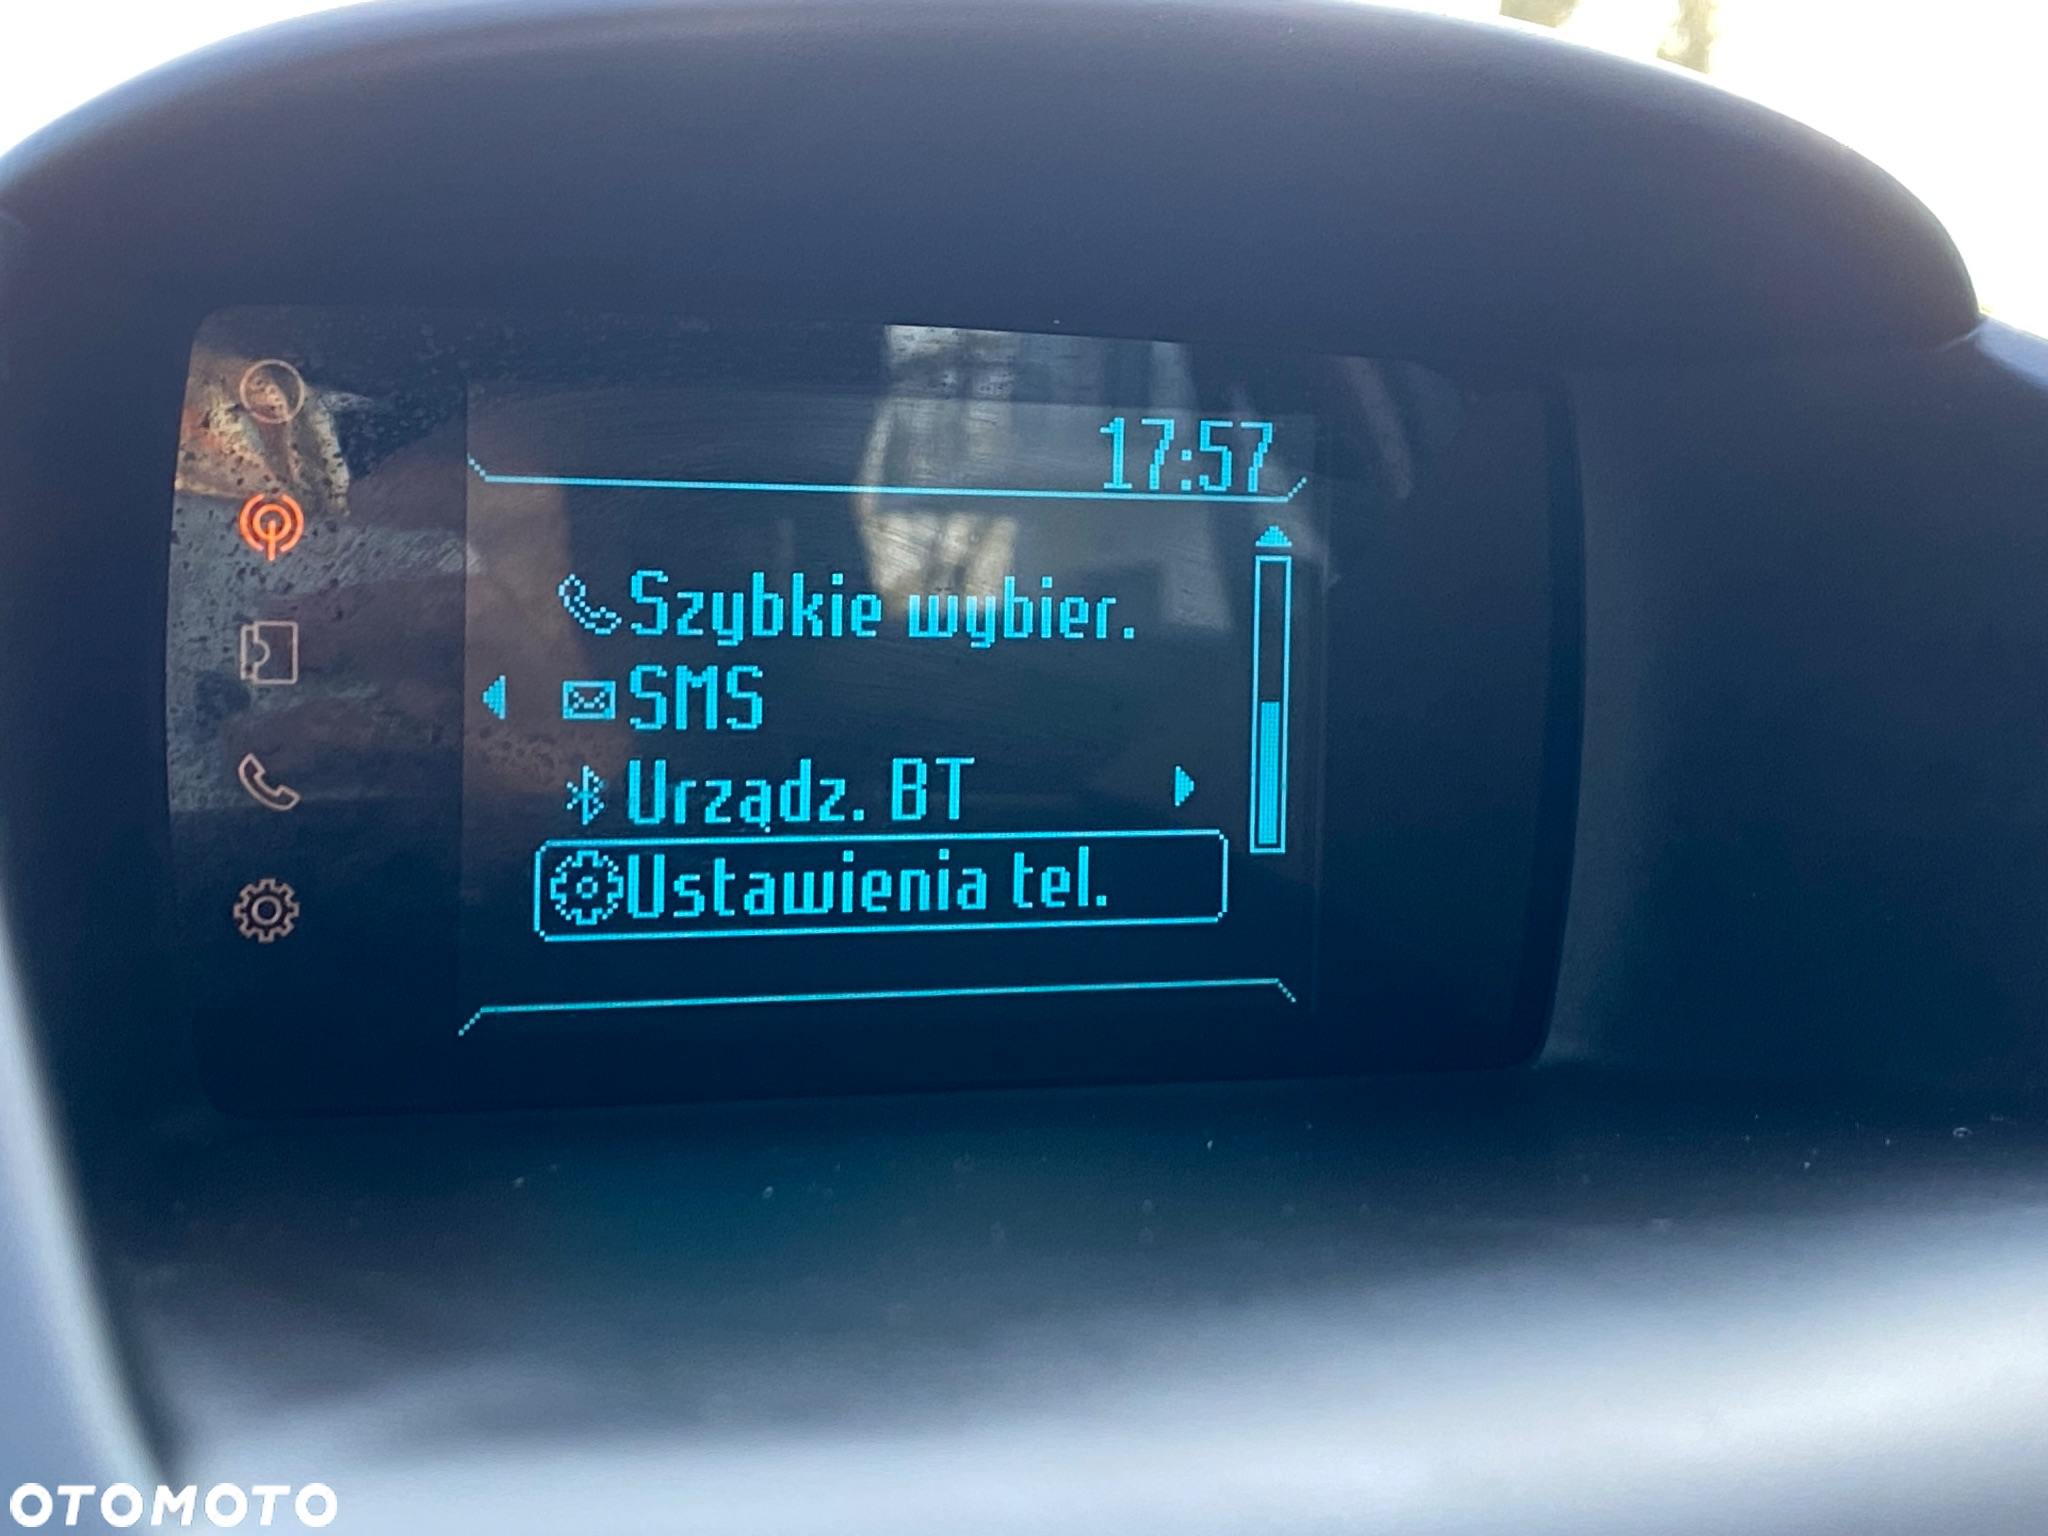 17:57
Szybkie wybier.
SMS
Urządz. BT
Ustawienia tel.
OTOMOTO